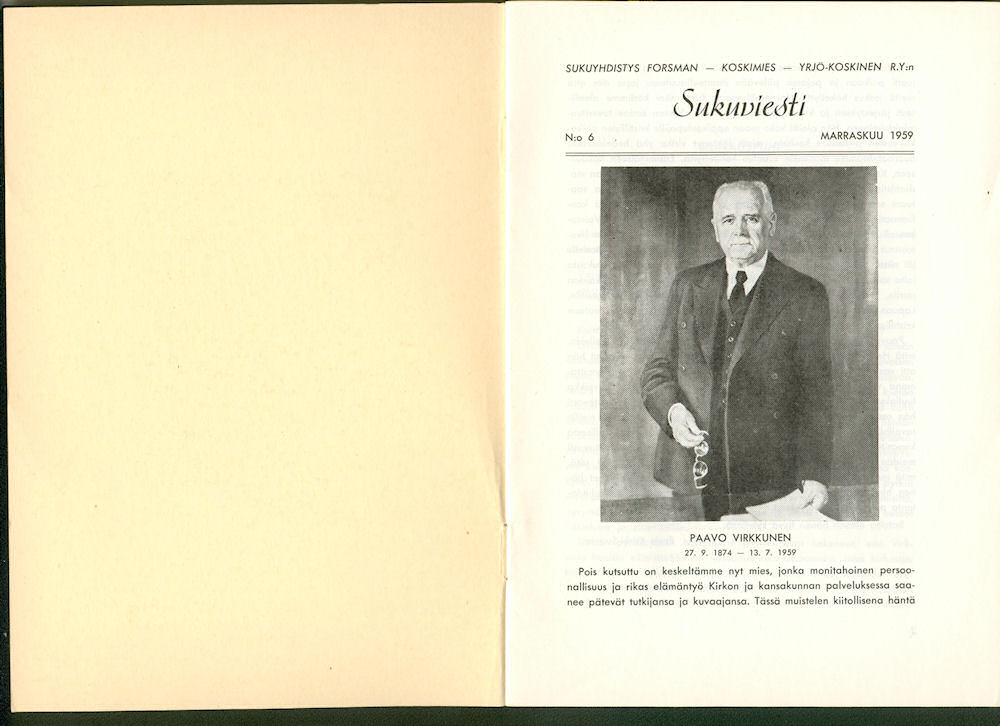 SUKUYHDISTYS FORSMAN — KOSKIMIES — YRJÖ-KOSKINEN R.Y:n
Sukuviesti
N:o 6 MARRASKUU 1959
PAAVO VIRKKUNEN
27. 9. 1874 — 13. 7. 1959
Pois kutsuttu on keskeltämme nyt mies, jonka monitahoinen persoo-
nallisuus ja rikas elämäntyö Kirkon ja kansakunnan palveluksessa saa-
nee pätevät tutkijansa ja kuvaajansa. Tässä muistelen kiitollisena häntä